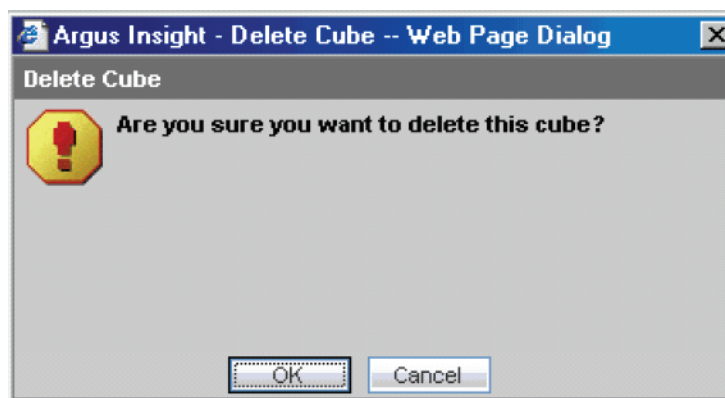 Argus Insight - Delete Cube -- Web Page Dialog
Delete Cube
Are you sure you want to delete this cube?
OK
Cancel